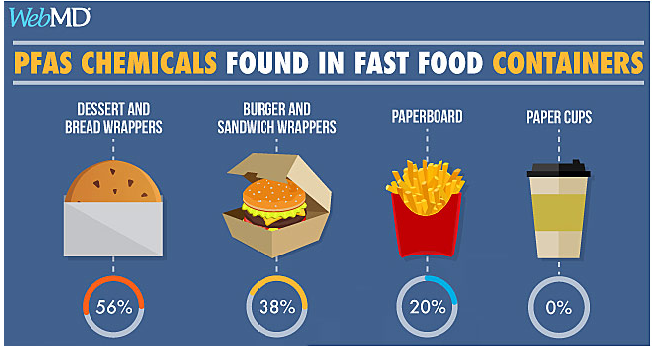 WebMD
PFAS CHEMICALS FOUND IN FAST FOOD CONTAINERS
DESSERT AND
BREAD WRAPPERS
BURGER AND
SANDWICH WRAPPERS
PAPERBOARD
PAPER CUPS
56%
38%
20%
0%